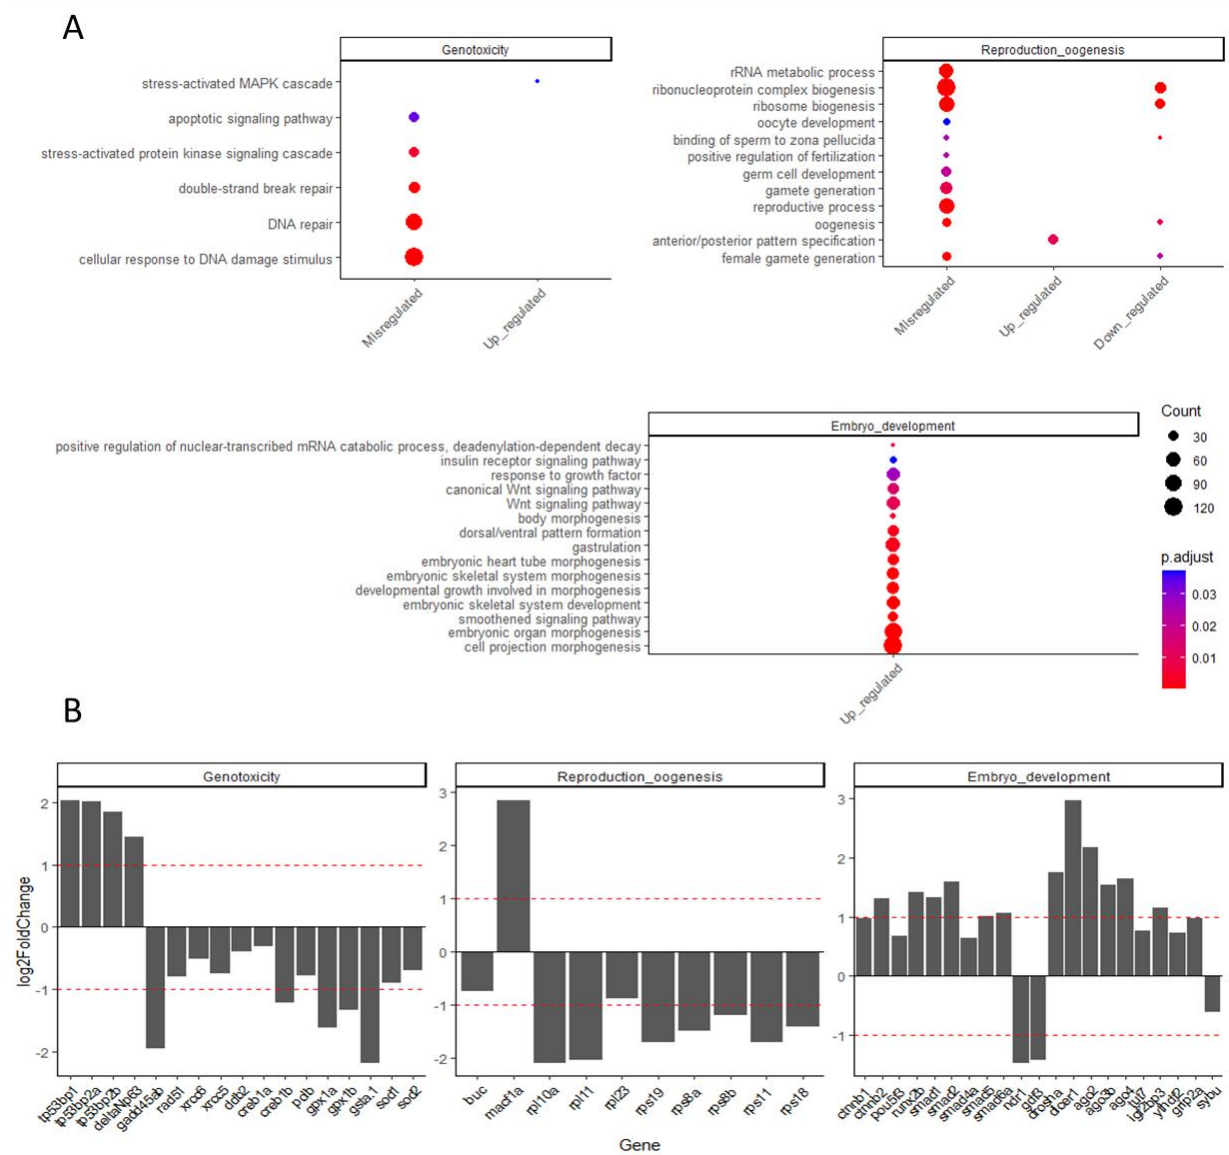 A
Genotoxicity
stress-activated MAPK cascade
apoptotic signaling pathway
stress-activated protein kinase signaling cascade
double-strand break repair
DNA repair
cellular response to DNA damage stimulus
Misregulated
Up_regulated
Reproduction_oogenesis
rRNA metabolic process
ribonucleoprotein complex biogenesis
ribosome biogenesis
oocyte development
binding of sperm to zona pellucida
positive regulation of fertilization
germ cell development
gamete generation
reproductive process
oogenesis
anterior/posterior pattern specification
female gamete generation
Misregulated
Up_regulated
Down_regulated
Embryo_development
positive regulation of nuclear-transcribed mRNA catabolic process, deadenylation-dependent decay
insulin receptor signaling pathway
response to growth factor
canonical Wnt signaling pathway
Wnt signaling pathway
body morphogenesis
dorsal/ventral pattern formation
gastrulation
embryonic heart tube morphogenesis
embryonic skeletal system morphogenesis
developmental growth involved in morphogenesis
embryonic skeletal system development
smoothened signaling pathway
embryonic organ morphogenesis
cell projection morphogenesis
Up_regulated
Count
30
60
90
120
p.adjust
0.03
0.02
0.01
B
log2FoldChange
Genotoxicity
2
1
0
-1
-2
tp53bp1
tp53bp2a
tp53bp2b
deltaNp63
gadd45ab
rad51
xrcc6
xrcc5
ddb2
creb1a
creb1b
polb
gpx1a
gpx1b
gsta.1
sod1
sod2
Reproduction_oogenesis
3
2
1
0
-1
-2
buc
macf1a
rpl10a
rpl11
rpl23
rps19
rps8a
rps8b
rps11
rps18
Embryo_development
3
2
1
0
-1
ctnnb1
ctnnb2
pou5f3
runx2b
smad1
smad2
smad4a
smad5
smad6a
ndr1
gdf3
drosha
dicer1
ago2
ago3b
ago4
tut7
igf2bp3
ythdf2
grip2a
sybu
Gene